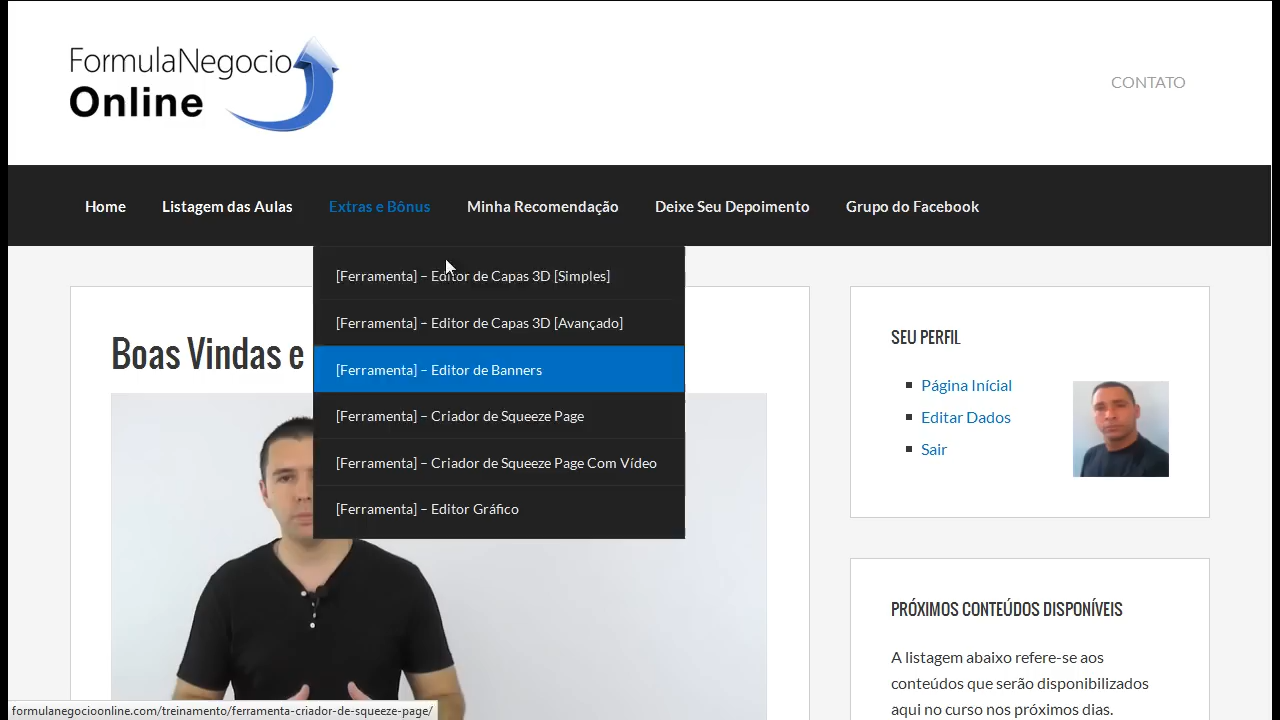 FormulaNegocio
Online
CONTATO
Home
Listagem das Aulas
Extras e Bônus
Minha Recomendação
Deixe Seu Depoimento
Grupo do Facebook
[Ferramenta] – Editor de Capas 3D [Simples]
[Ferramenta] – Editor de Capas 3D [Avançado]
[Ferramenta] – Editor de Banners
[Ferramenta] – Criador de Squeeze Page
[Ferramenta] – Criador de Squeeze Page Com Vídeo
[Ferramenta] – Editor Gráfico
Boas Vindas e
SEU PERFIL
Página Inícial
Editar Dados
Sair
PRÓXIMOS CONTEÚDOS DISPONÍVEIS
A listagem abaixo refere-se aos
conteúdos que serão disponibilizados
aqui no curso nos próximos dias.
formulanegocioonline.com/treinamento/ferramenta-criador-de-squeeze-page/